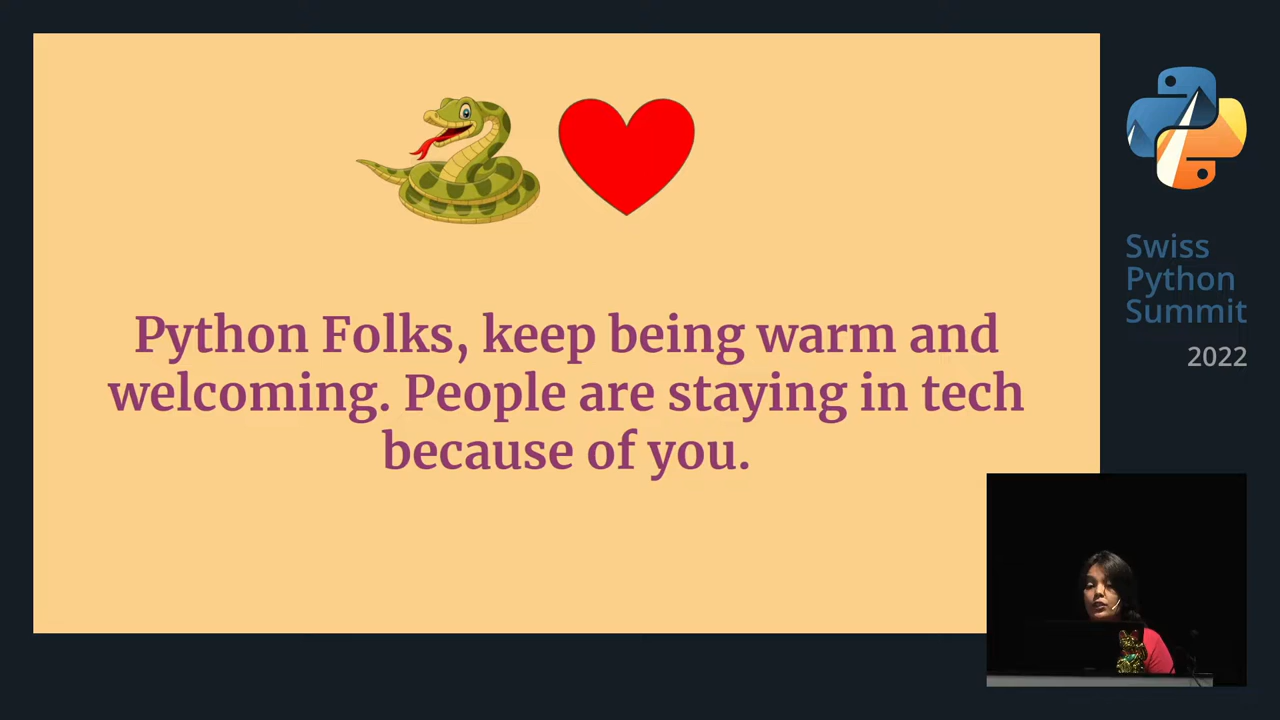 Python Folks, keep being warm and
welcoming. People are staying in tech
because of you.
Swiss
Python
Summit
2022